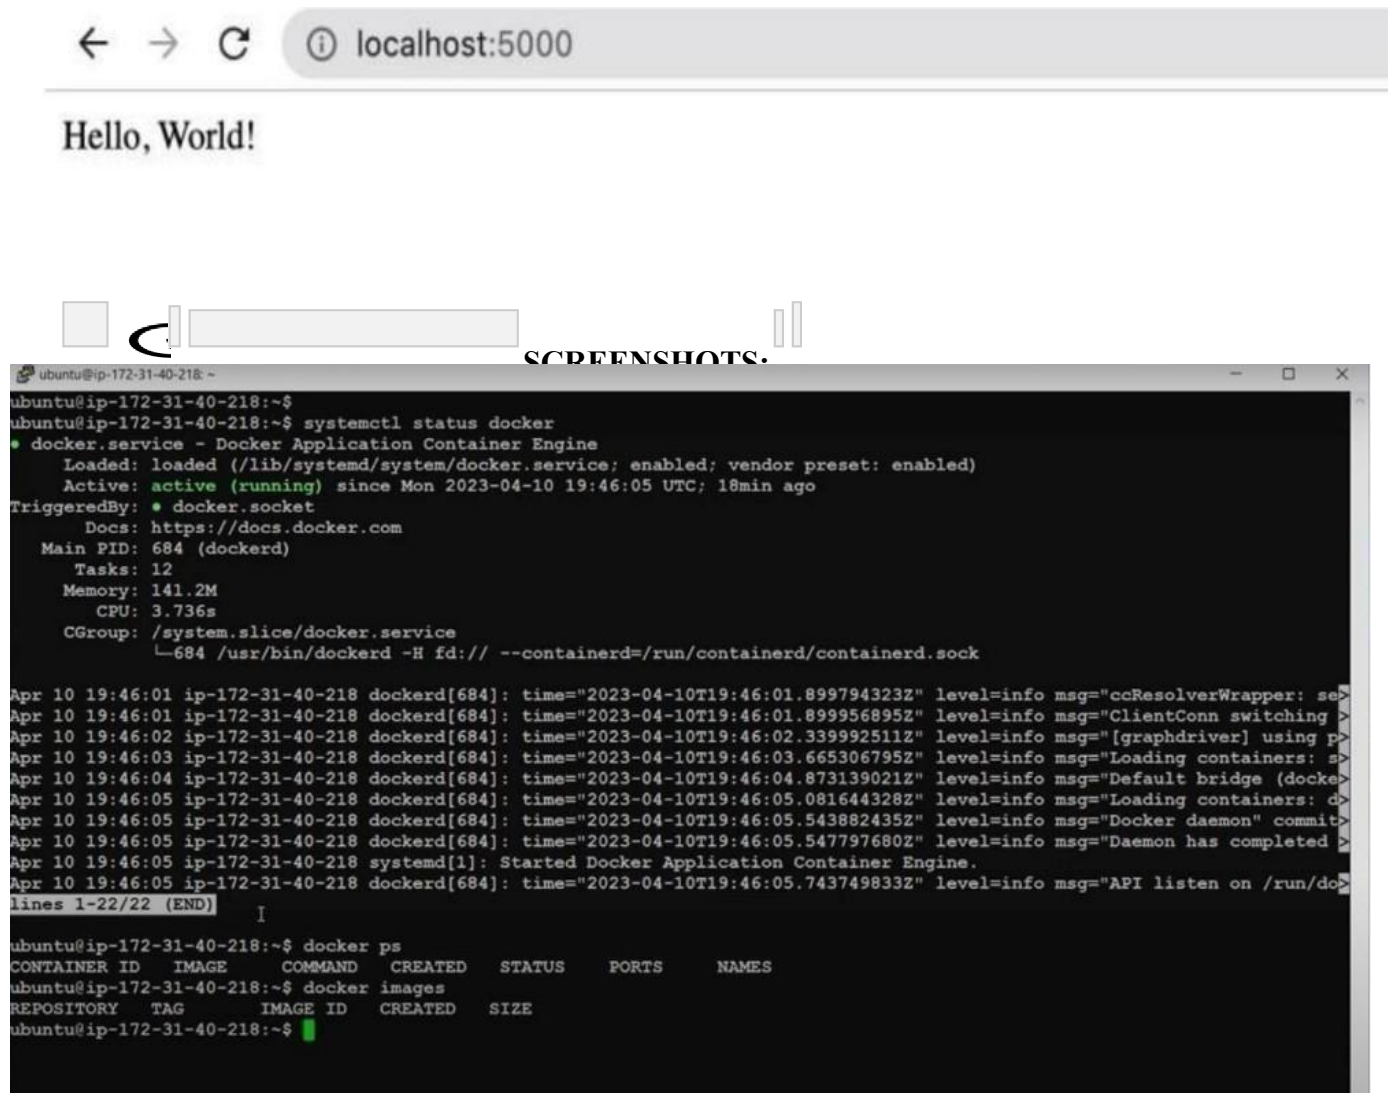 localhost:5000
Hello, World!
SCREENSHOTS:
ubuntu@ip-172-31-40-218: ~
ubuntu@ip-172-31-40-218:~$
ubuntu@ip-172-31-40-218:~$ systemctl status docker
● docker.service - Docker Application Container Engine
Loaded: loaded (/lib/systemd/system/docker.service; enabled; vendor preset: enabled)
Active: active (running) since Mon 2023-04-10 19:46:05 UTC; 18min ago
TriggeredBy: ● docker.socket
Docs: https://docs.docker.com
Main PID: 684 (dockerd)
Tasks: 12
Memory: 141.2M
CPU: 3.736s
CGroup: /system.slice/docker.service
└─684 /usr/bin/dockerd -H fd:// --containerd=/run/containerd/containerd.sock
Apr 10 19:46:01 ip-172-31-40-218 dockerd[684]: time="2023-04-10T19:46:01.899794323Z" level=info msg="ccResolverWrapper: se>
Apr 10 19:46:01 ip-172-31-40-218 dockerd[684]: time="2023-04-10T19:46:01.899956895Z" level=info msg="ClientConn switching >
Apr 10 19:46:02 ip-172-31-40-218 dockerd[684]: time="2023-04-10T19:46:02.339992511Z" level=info msg="[graphdriver] using p>
Apr 10 19:46:03 ip-172-31-40-218 dockerd[684]: time="2023-04-10T19:46:03.665306795Z" level=info msg="Loading containers: s>
Apr 10 19:46:04 ip-172-31-40-218 dockerd[684]: time="2023-04-10T19:46:04.873139021Z" level=info msg="Default bridge (docke>
Apr 10 19:46:05 ip-172-31-40-218 dockerd[684]: time="2023-04-10T19:46:05.081644328Z" level=info msg="Loading containers: d>
Apr 10 19:46:05 ip-172-31-40-218 dockerd[684]: time="2023-04-10T19:46:05.543882435Z" level=info msg="Docker daemon" commit>
Apr 10 19:46:05 ip-172-31-40-218 dockerd[684]: time="2023-04-10T19:46:05.547797680Z" level=info msg="Daemon has completed >
Apr 10 19:46:05 ip-172-31-40-218 systemd[1]: Started Docker Application Container Engine.
Apr 10 19:46:05 ip-172-31-40-218 dockerd[684]: time="2023-04-10T19:46:05.743749833Z" level=info msg="API listen on /run/do>
lines 1-22/22 (END)
ubuntu@ip-172-31-40-218:~$ docker ps
CONTAINER ID IMAGE COMMAND CREATED STATUS PORTS NAMES
ubuntu@ip-172-31-40-218:~$ docker images
REPOSITORY TAG IMAGE ID CREATED SIZE
ubuntu@ip-172-31-40-218:~$